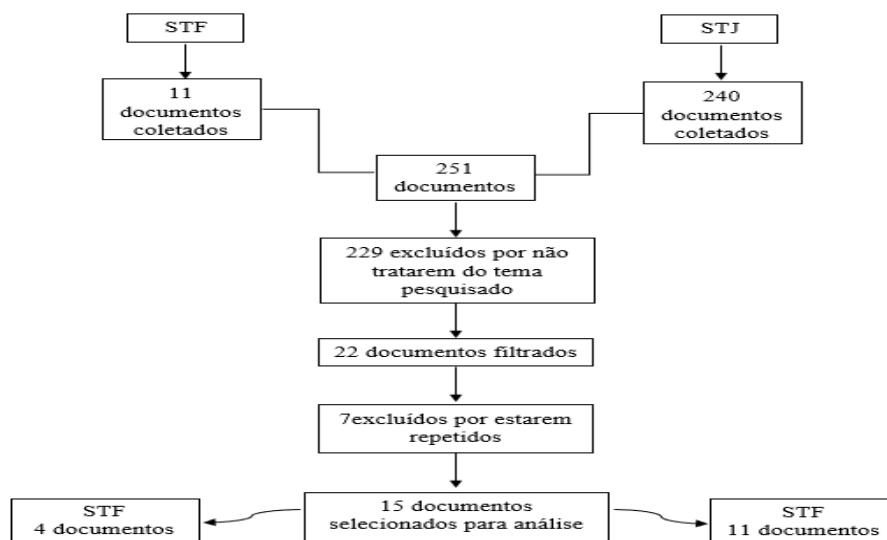 STF
STJ
11
documentos
coletados
240
documentos
coletados
251
documentos
229 excluídos por não
tratarem do tema
pesquisado
22 documentos filtrados
7excluídos por estarem
repetidos
15 documentos
selecionados para análise
STF
4 documentos
STF
11 documentos